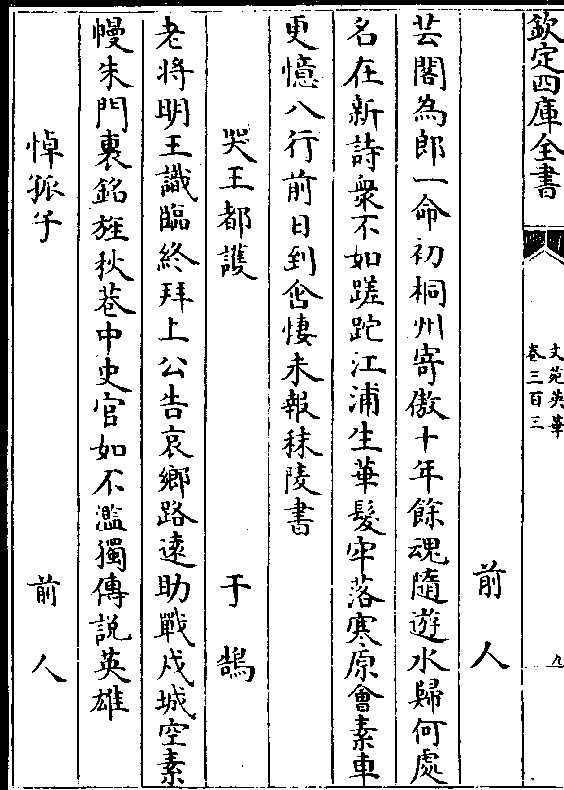 欽定四庫全書
文苑英華
卷三百三
九
前人
芸閣為郎一命初桐州寄傲十年餘魂隨遊水歸何處
名在新詩衆不如蹉跎江浦生華髮牢落寒原會素車
更憶八行前日到含悽未報秣陵書
哭王都護 于鵠
老將明王識臨終拜上公告哀鄉路遠助戰戍城空素
幔朱門裏銘旌秋巷中史官如不濫獨傳說英雄
悼孤子 前人